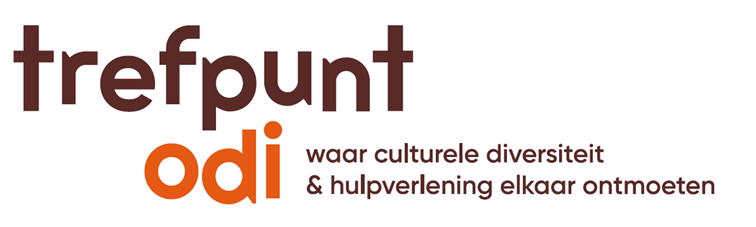 trefpunt
odi
waar culturele diversiteit
& hulpverlening elkaar ontmoeten